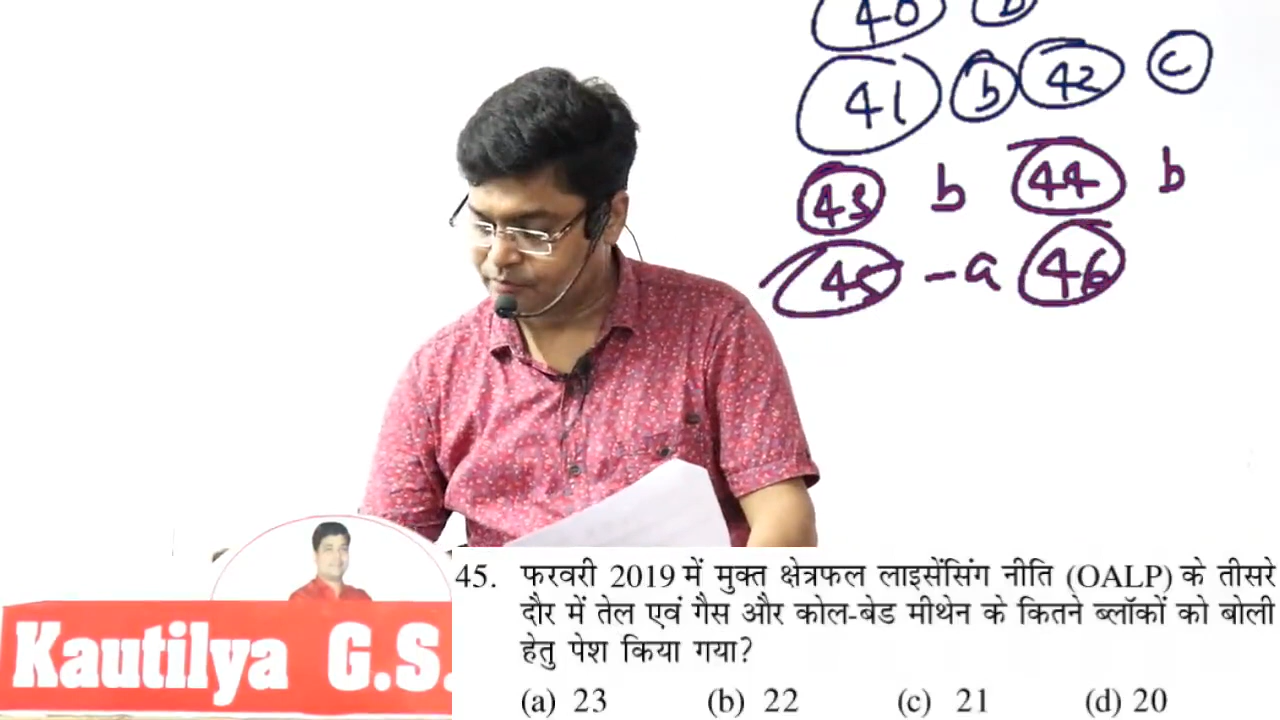 40 b
41 b 42 c
43 b 44 b
45 - a 46
45. फरवरी 2019 में मुक्त क्षेत्रफल लाइसेंसिंग नीति (OALP) के तीसरे
दौर में तेल एवं गैस और कोल-बेड मीथेन के कितने ब्लॉकों को बोली
हेतु पेश किया गया?
(a) 23 (b) 22 (c) 21 (d) 20
Kautilya G.S.